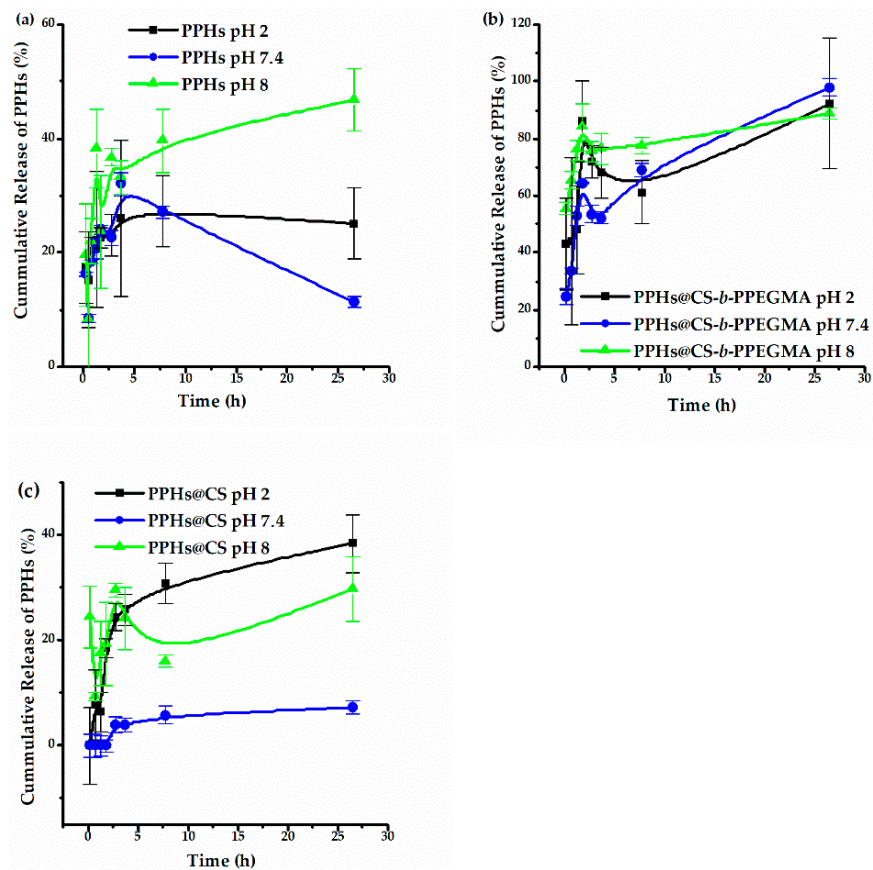 (a)
PPHs pH 2
PPHs pH 7.4
PPHs pH 8
Cummulative Release of PPHs (%)
60
40
20
0
0 5 10 15 20 25 30
Time (h)
(b)
PPHs@CS-b-PPEGMA pH 2
PPHs@CS-b-PPEGMA pH 7.4
PPHs@CS-b-PPEGMA pH 8
Cummulative Release of PPHs (%)
120
100
80
60
40
20
0
0 5 10 15 20 25 30
Time (h)
(c)
PPHs@CS pH 2
PPHs@CS pH 7.4
PPHs@CS pH 8
Cummulative Release of PPHs (%)
40
20
0
0 5 10 15 20 25 30
Time (h)